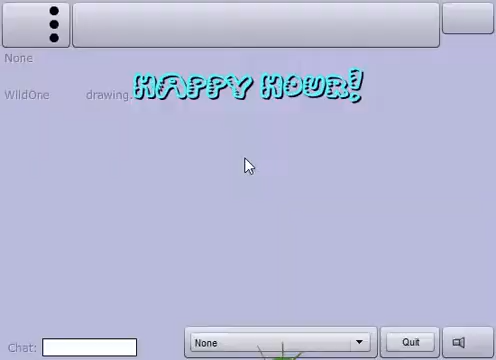 None
HAPPY HOUR!
WildOne drawing.
Chat:
None
Quit